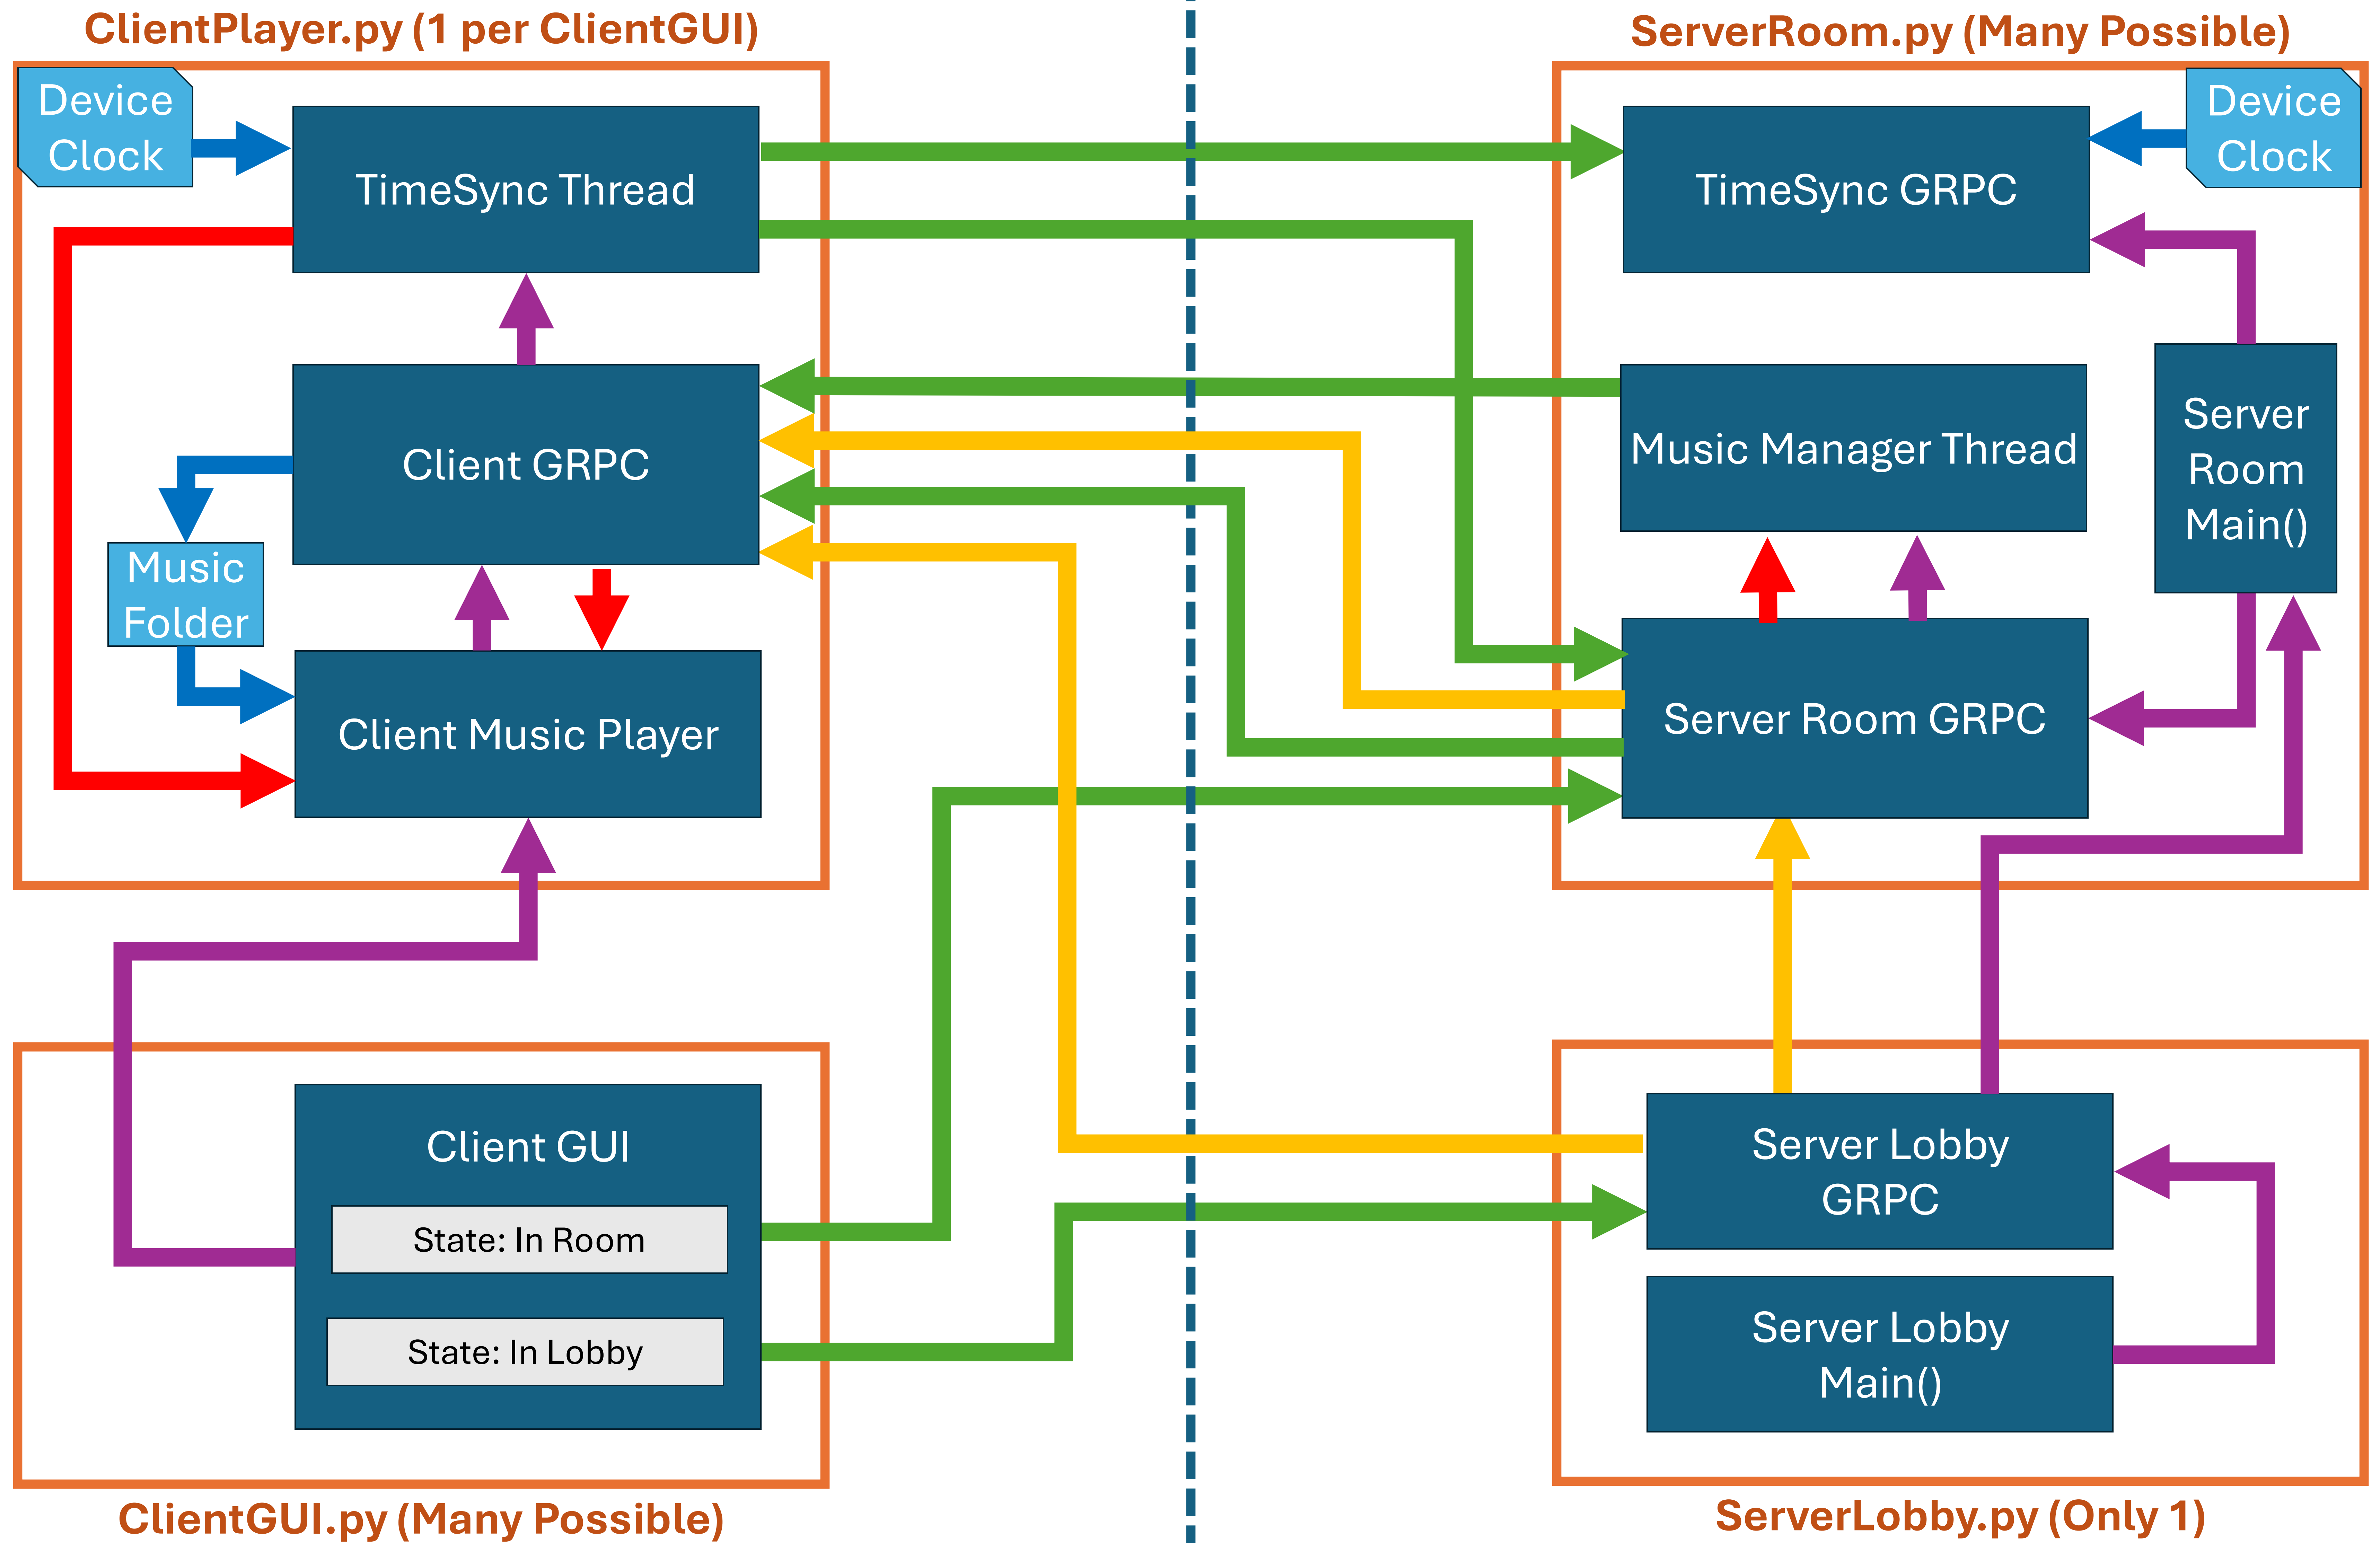 ClientPlayer.py (1 per ClientGUI)
Device
Clock
TimeSync Thread
Client GRPC
Music
Folder
Client Music Player
ServerRoom.py (Many Possible)
TimeSync GRPC
Device
Clock
Music Manager Thread
Server
Room
Main()
Server Room GRPC
Client GUI
State: In Room
State: In Lobby
ClientGUI.py (Many Possible)
Server Lobby
GRPC
Server Lobby
Main()
ServerLobby.py (Only 1)